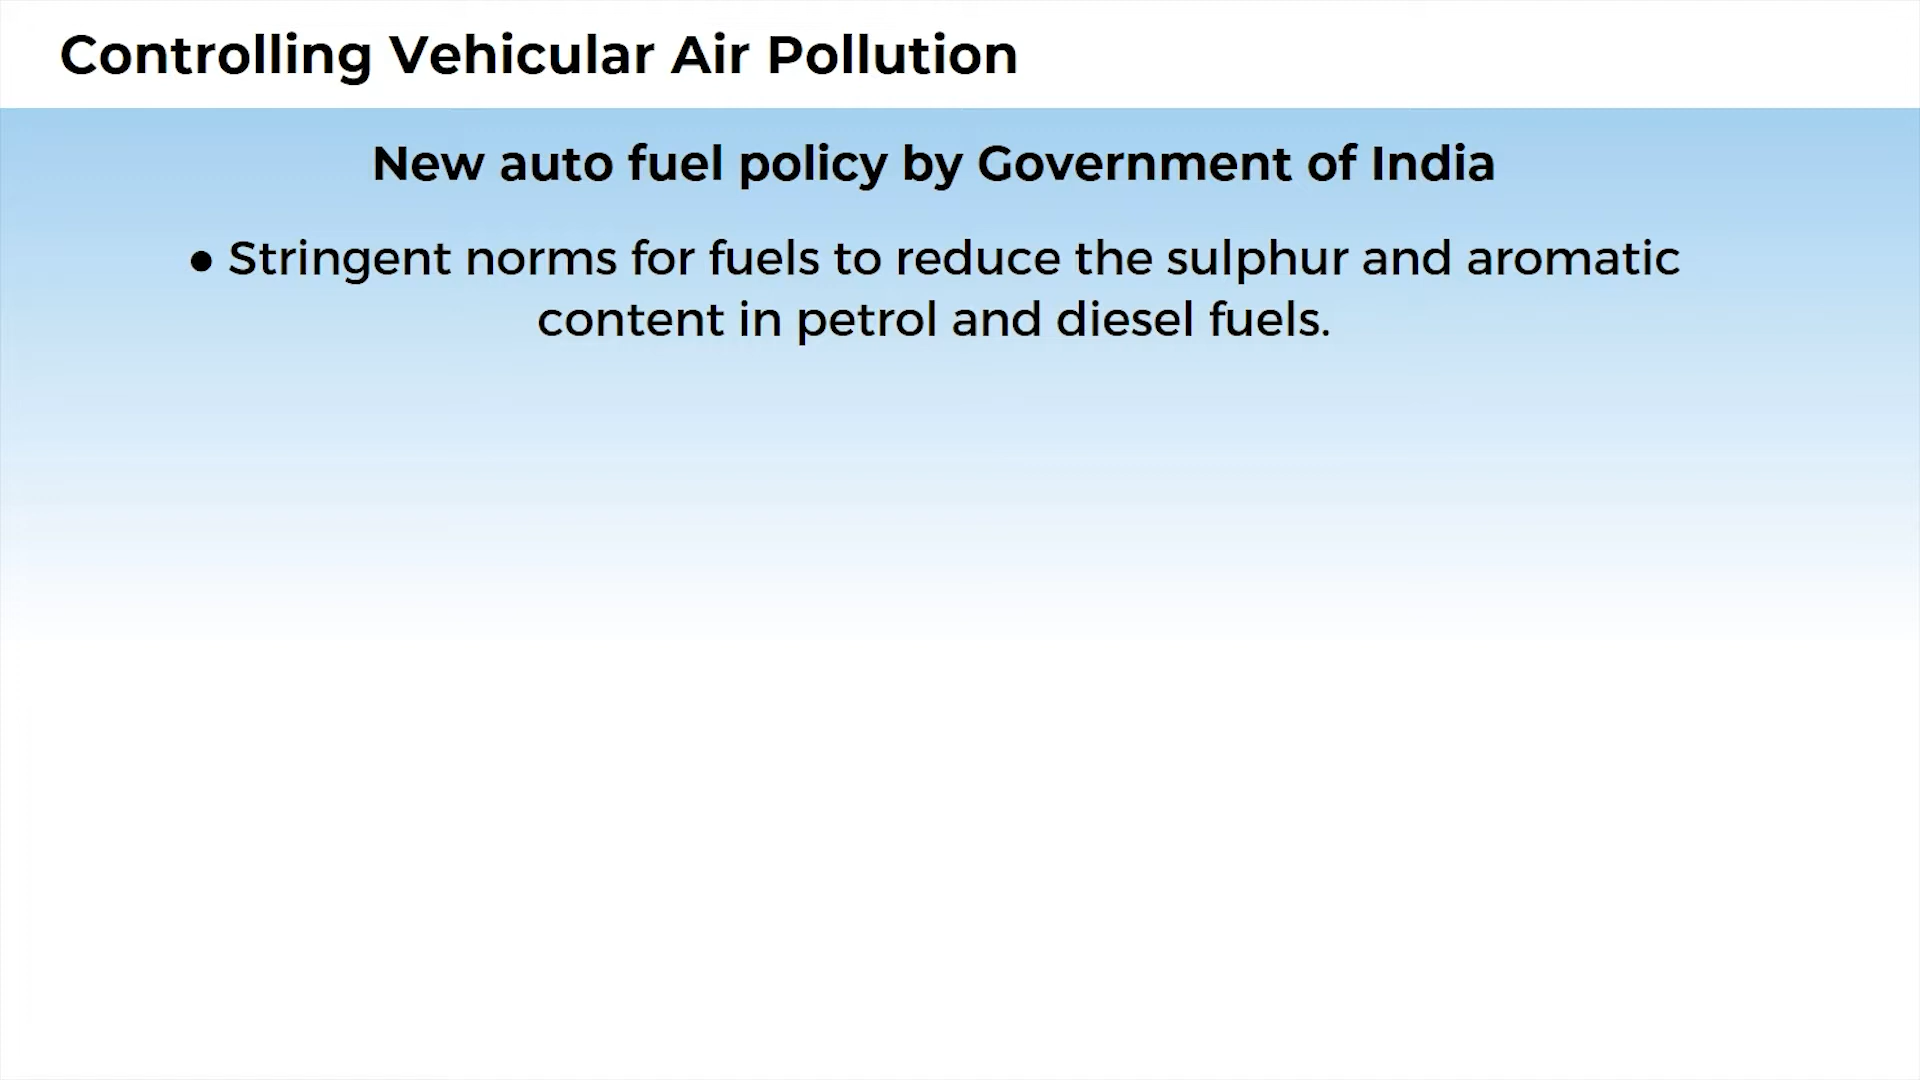 Controlling Vehicular Air Pollution
New auto fuel policy by Government of India
● Stringent norms for fuels to reduce the sulphur and aromatic
content in petrol and diesel fuels.